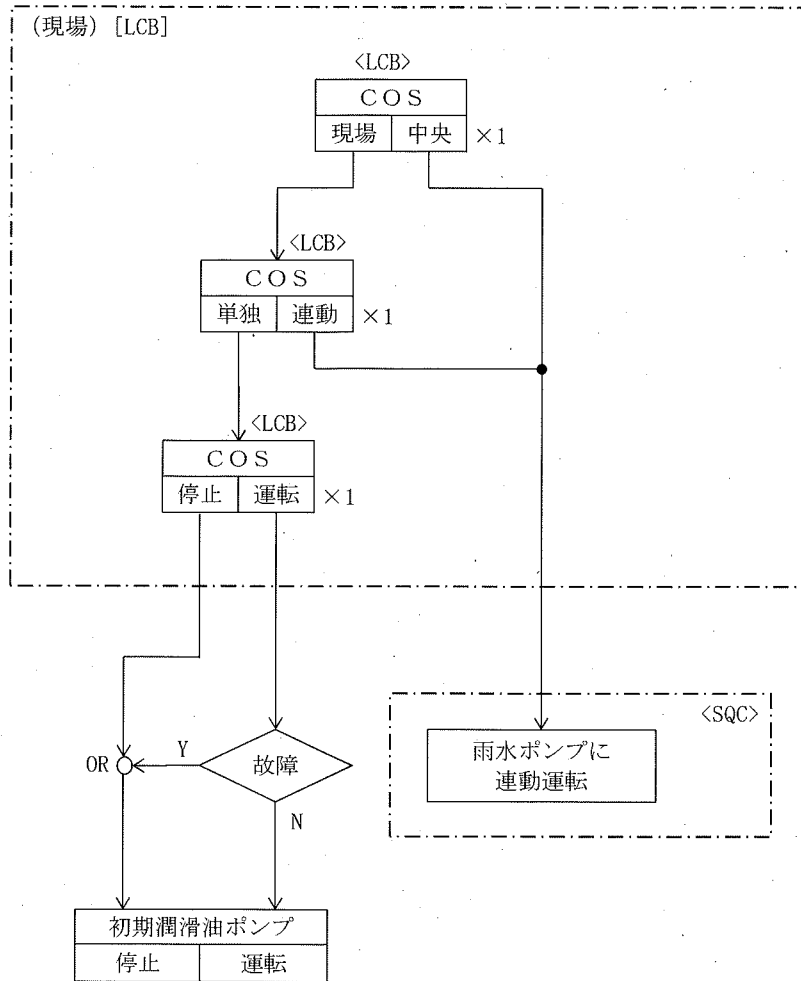 (現場) [LCB]
<LCB>
COS
現場 中央 ×1
<LCB>
COS
単独 連動 ×1
<LCB>
COS
停止 運転 ×1
<SQC>
雨水ポンプに
連動運転
OR Y 故障
N
初期潤滑油ポンプ
停止 運転